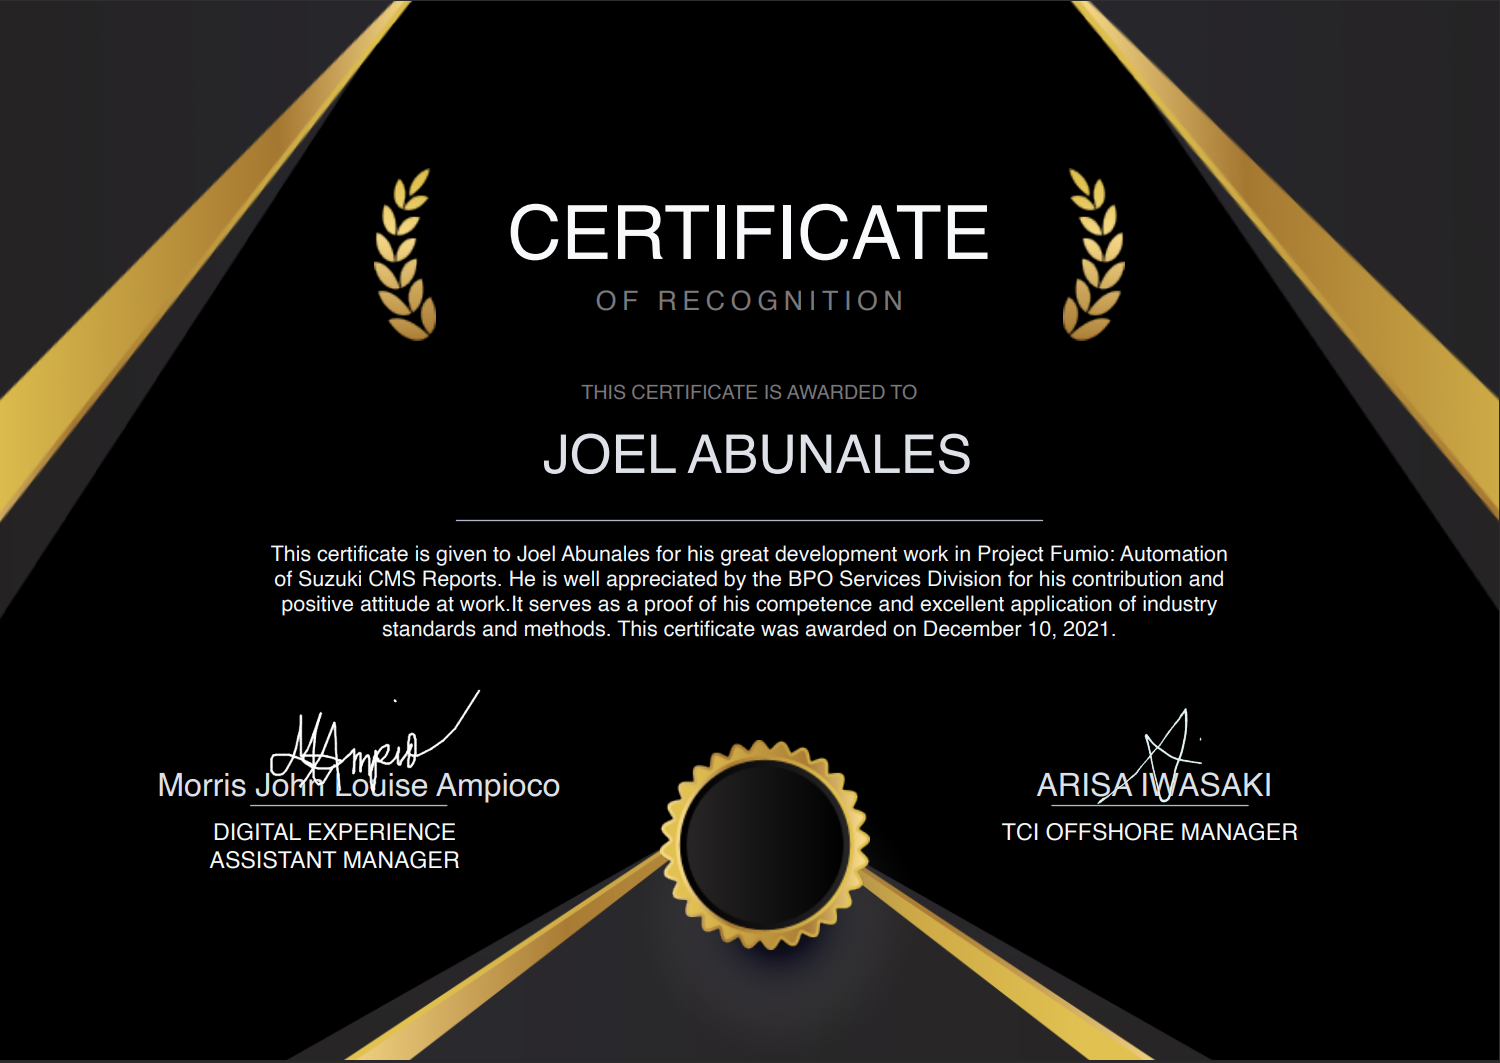 CERTIFICATE
OF RECOGNITION
THIS CERTIFICATE IS AWARDED TO
JOEL ABUNALES
This certificate is given to Joel Abunales for his great development work in Project Fumio: Automation
of Suzuki CMS Reports. He is well appreciated by the BPO Services Division for his contribution and
positive attitude at work.It serves as a proof of his competence and excellent application of industry
standards and methods. This certificate was awarded on December 10, 2021.
Morris John Louise Ampioco
DIGITAL EXPERIENCE
ASSISTANT MANAGER
ARISA IWASAKI
TCI OFFSHORE MANAGER